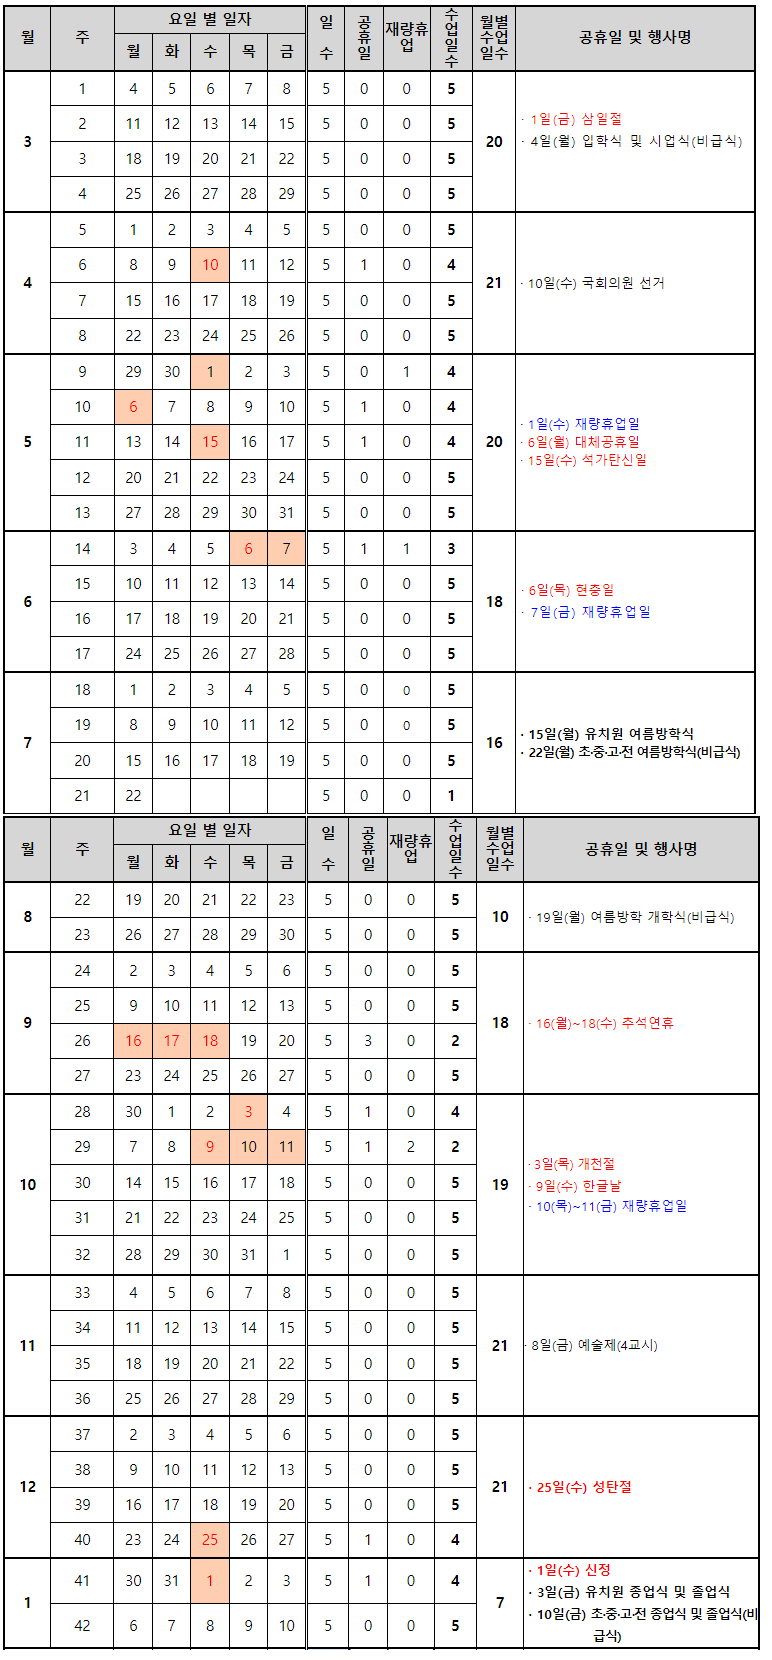 월 주 요일 별 일자 일 수 공휴일 재량휴업 수업일수 월별 수업일수 공휴일 및 행사명
월 화 수 목 금
3
1 4 5 6 7 8 5 0 0 5
2 11 12 13 14 15 5 0 0 5
3 18 19 20 21 22 5 0 0 5
4 25 26 27 28 29 5 0 0 5
20
· 1일(금) 삼일절
· 4일(월) 입학식 및 시업식(비급식)
4
5 1 2 3 4 5 5 0 0 5
6 8 9 10 11 12 5 1 0 4
7 15 16 17 18 19 5 0 0 5
8 22 23 24 25 26 5 0 0 5
21
· 10일(수) 국회의원 선거
5
9 29 30 1 2 3 5 0 1 4
10 6 7 8 9 10 5 1 0 4
11 13 14 15 16 17 5 1 0 4
12 20 21 22 23 24 5 0 0 5
13 27 28 29 30 31 5 0 0 5
20
· 1일(수) 재량휴업일
· 6일(월) 대체공휴일
· 15일(수) 석가탄신일
6
14 3 4 5 6 7 5 1 1 3
15 10 11 12 13 14 5 0 0 5
16 17 18 19 20 21 5 0 0 5
17 24 25 26 27 28 5 0 0 5
18
· 6일(목) 현충일
· 7일(금) 재량휴업일
7
18 1 2 3 4 5 5 0 0 5
19 8 9 10 11 12 5 0 0 5
20 15 16 17 18 19 5 0 0 5
21 22 5 0 0 1
16
· 15일(월) 유치원 여름방학식
· 22일(월) 초·중·고·전 여름방학식(비급식)
월 주 요일 별 일자 일 수 공휴일 재량휴업 수업일수 월별 수업일수 공휴일 및 행사명
월 화 수 목 금
8
22 19 20 21 22 23 5 0 0 5
23 26 27 28 29 30 5 0 0 5
10
· 19일(월) 여름방학 개학식(비급식)
9
24 2 3 4 5 6 5 0 0 5
25 9 10 11 12 13 5 0 0 5
26 16 17 18 19 20 5 3 0 2
27 23 24 25 26 27 5 0 0 5
18
· 16(월)~18(수) 추석연휴
10
28 30 1 2 3 4 5 1 0 4
29 7 8 9 10 11 5 1 2 2
30 14 15 16 17 18 5 0 0 5
31 21 22 23 24 25 5 0 0 5
32 28 29 30 31 1 5 0 0 5
19
· 3일(목) 개천절
· 9일(수) 한글날
· 10(목)~11(금) 재량휴업일
11
33 4 5 6 7 8 5 0 0 5
34 11 12 13 14 15 5 0 0 5
35 18 19 20 21 22 5 0 0 5
36 25 26 27 28 29 5 0 0 5
21
· 8일(금) 예술제(4교시)
12
37 2 3 4 5 6 5 0 0 5
38 9 10 11 12 13 5 0 0 5
39 16 17 18 19 20 5 0 0 5
40 23 24 25 26 27 5 1 0 4
21
· 25일(수) 성탄절
1
41 30 31 1 2 3 5 1 0 4
42 6 7 8 9 10 5 0 0 5
7
· 1일(수) 신정
· 3일(금) 유치원 종업식 및 졸업식
· 10일(금) 초·중·고·전 종업식 및 졸업식(비
급식)